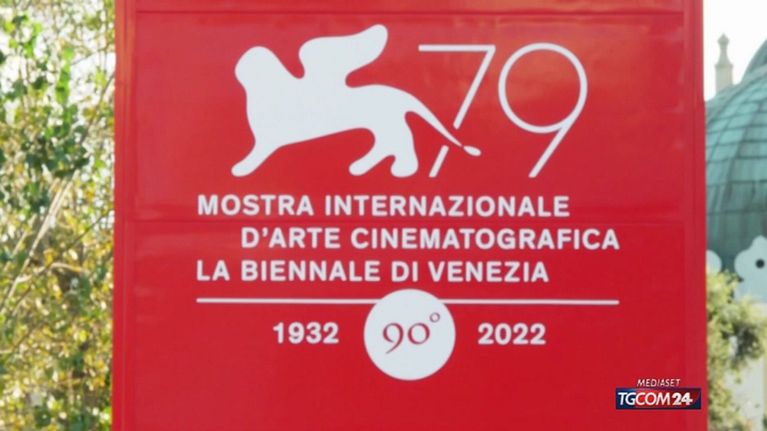 79
MOSTRA INTERNAZIONALE
D'ARTE CINEMATOGRAFICA
LA BIENNALE DI VENEZIA
1932 90° 2022
MEDIASET
TGCOM24